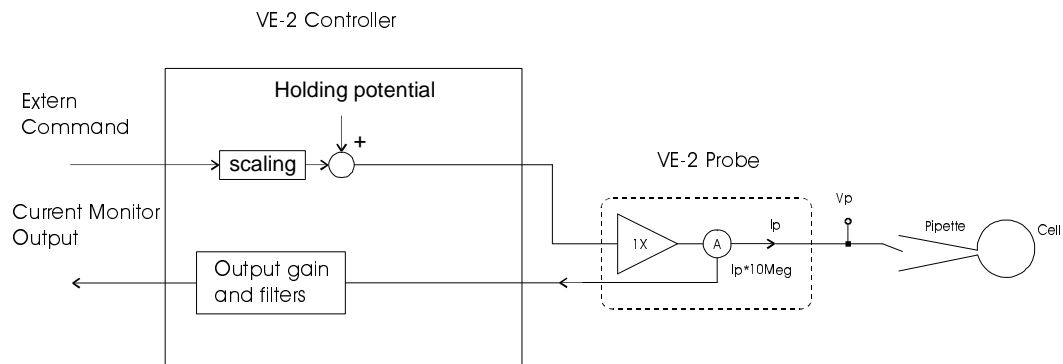 VE-2 Controller
Extern
Command
Holding potential
+
scaling
VE-2 Probe
Current Monitor
Output
Output gain
and filters
1X
A
Ip
Ip*10Meg
Vp
Pipette
Cell